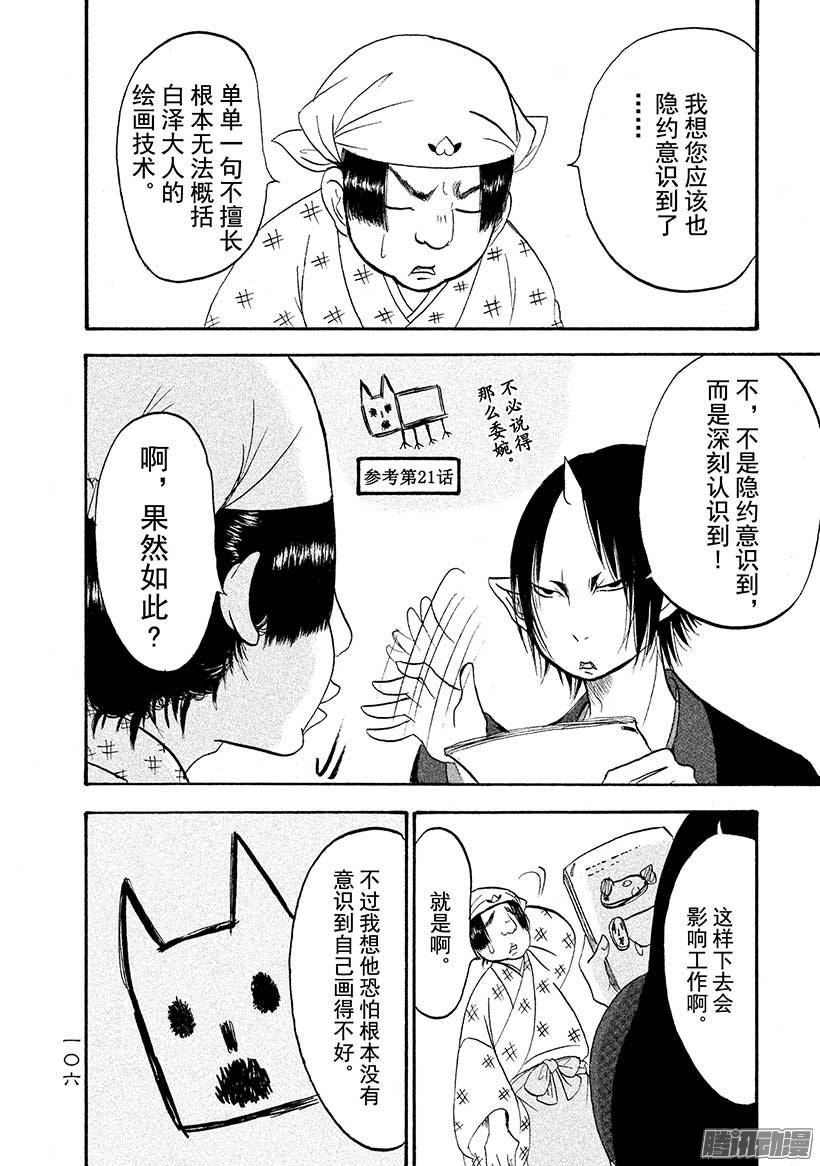 我想您应该也
隐约意识到了
……
单单一句不擅长
根本无法概括
白泽大人的
绘画技术。
不，不是隐约意识到，
而是深刻认识到！
不必说得
那么委婉。
参考第21话
啊，
果然如此？
这样下去会
影响工作啊。
就是啊。
不过我想他恐怕根本没有
意识到自己画得不好。
一〇六
腾讯动漫